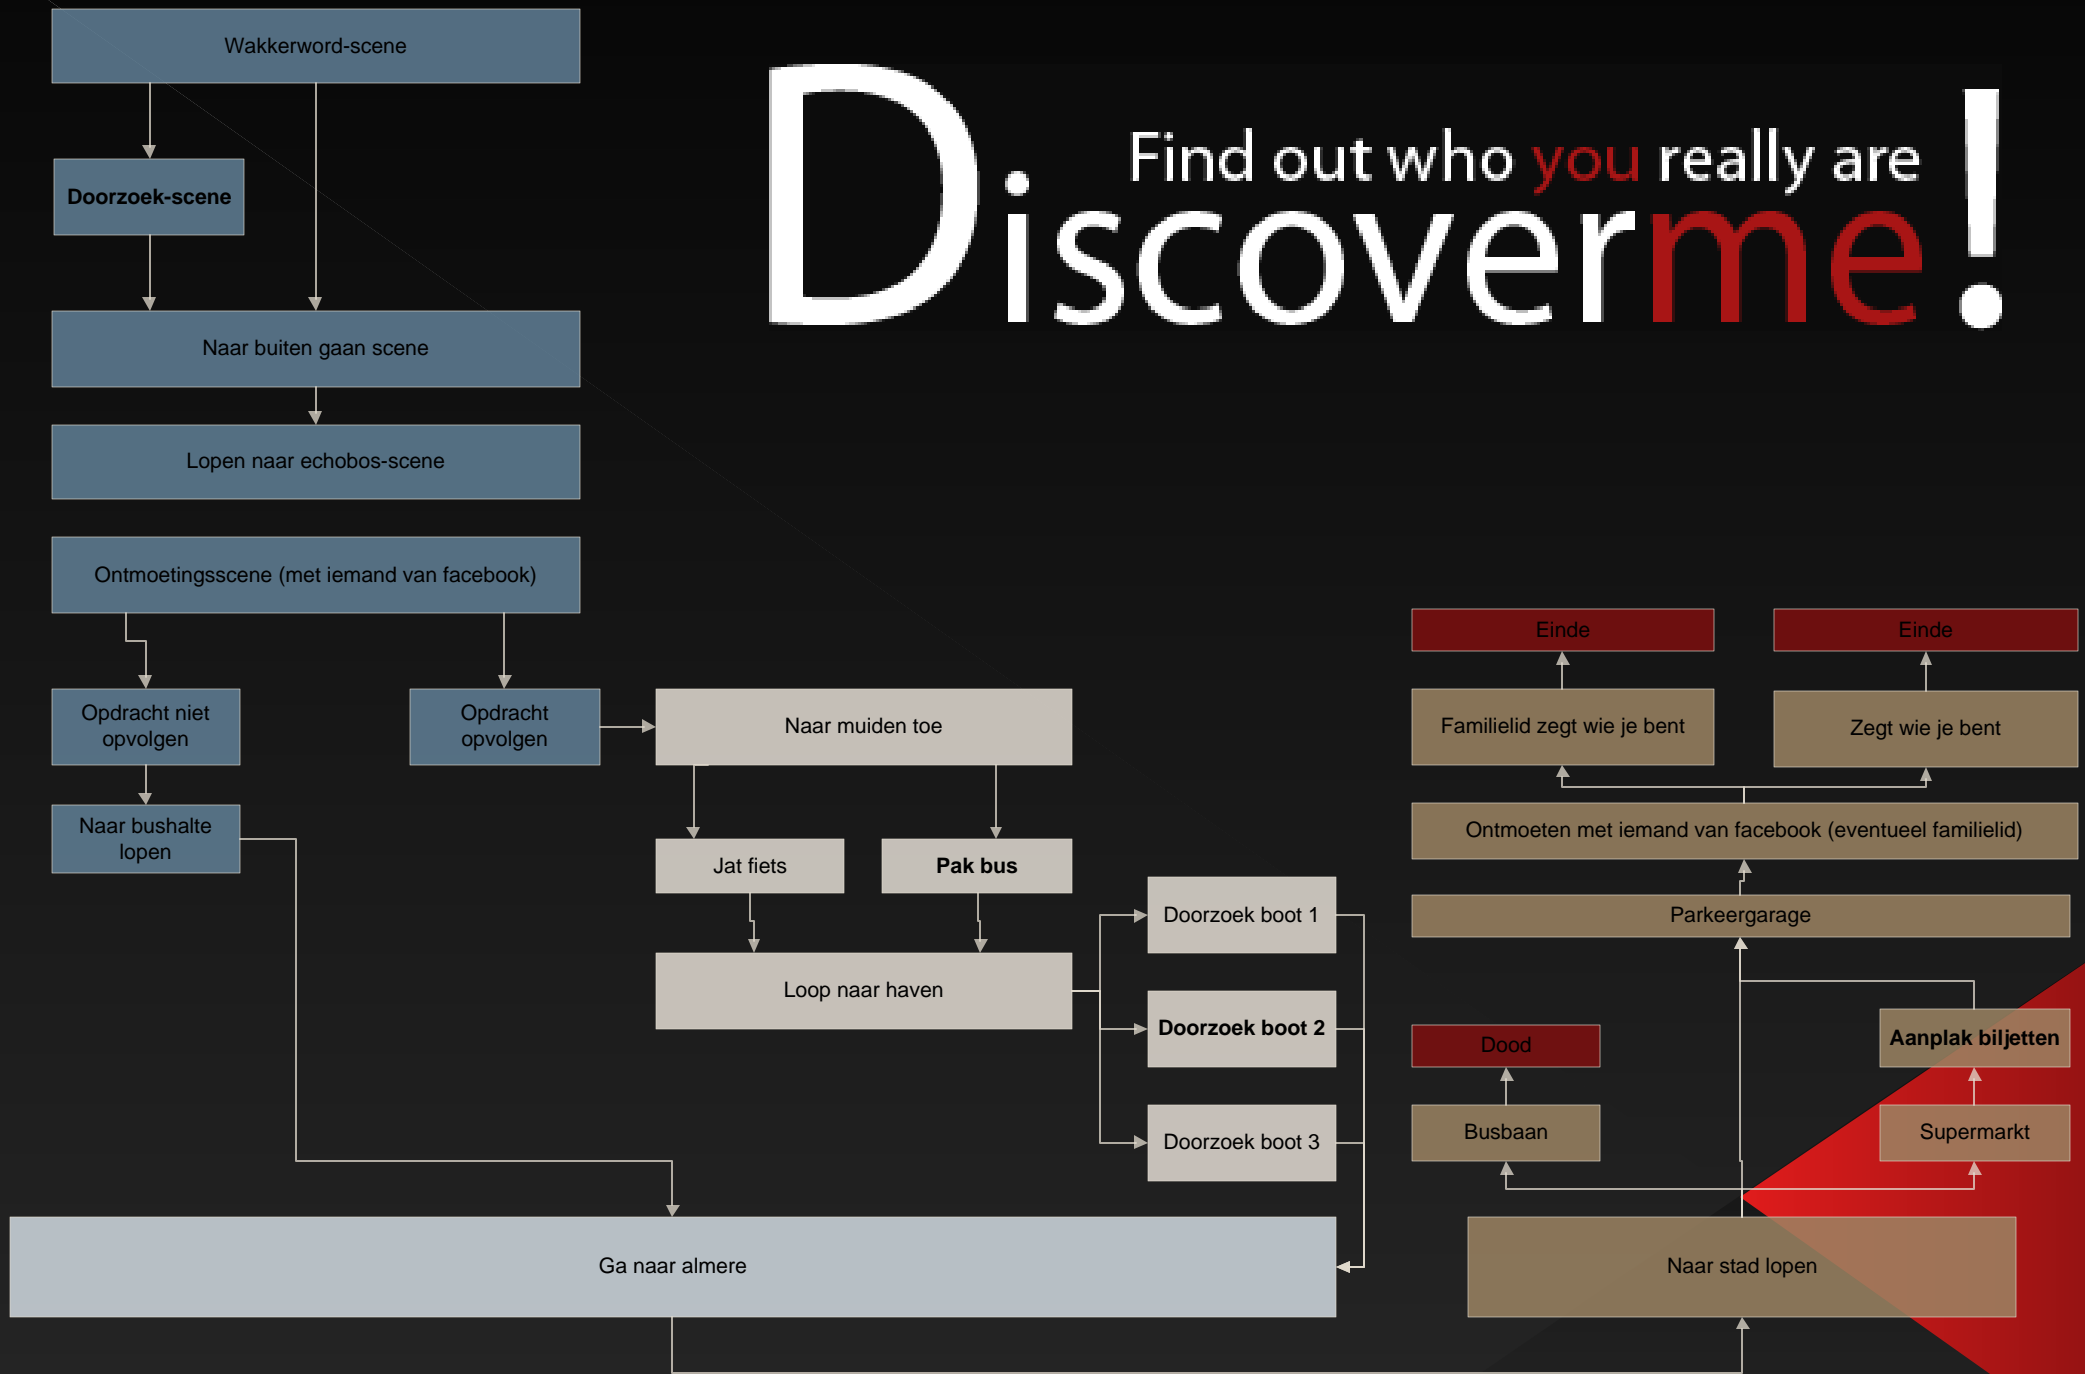 Wakkerword-scene
Find out who you really are
Discoverme!
Doorzoek-scene
Naar buiten gaan scene
Lopen naar echobos-scene
Ontmoetingsscene (met iemand van facebook)
Opdracht niet
opvolgen
Opdracht
opvolgen
Naar bushalte
lopen
Naar muiden toe
Jat fiets
Pak bus
Loop naar haven
Doorzoek boot 1
Doorzoek boot 2
Doorzoek boot 3
Ga naar almere
Einde
Einde
Familielid zegt wie je bent
Zegt wie je bent
Ontmoeten met iemand van facebook (eventueel familielid)
Parkeergarage
Dood
Aanplak biljetten
Busbaan
Supermarkt
Naar stad lopen